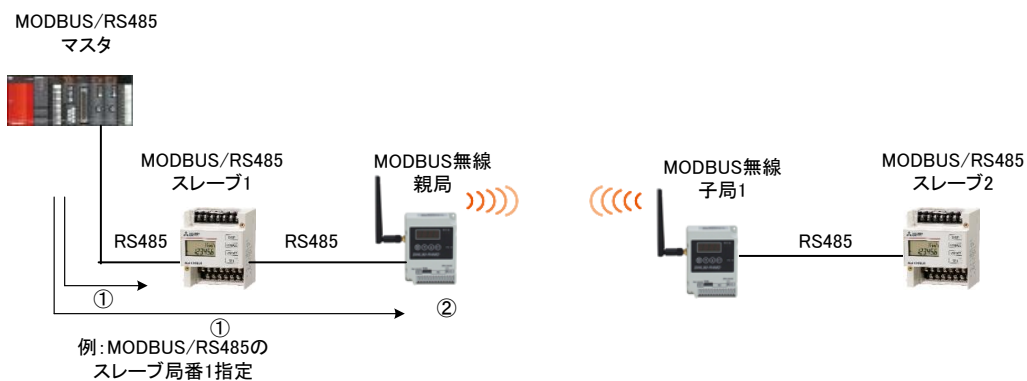 MODBUS/RS485
マスタ
MODBUS/RS485
スレーブ1
MODBUS無線
親局
MODBUS無線
子局1
MODBUS/RS485
スレーブ2
RS485
RS485
RS485
①
②
①
例:MODBUS/RS485の
スレーブ局番1指定